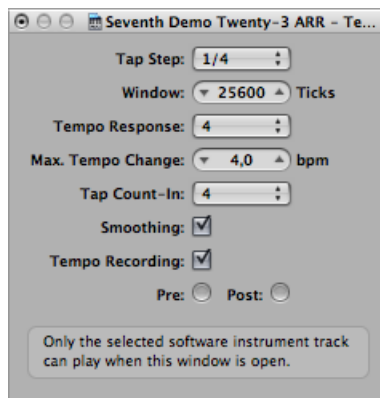 Seventh Demo Twenty-3 ARR – Te...
Tap Step: 1/4
Window: 25600 Ticks
Tempo Response: 4
Max. Tempo Change: 4,0 bpm
Tap Count-In: 4
Smoothing:
Tempo Recording:
Pre: Post:
Only the selected software instrument track
can play when this window is open.